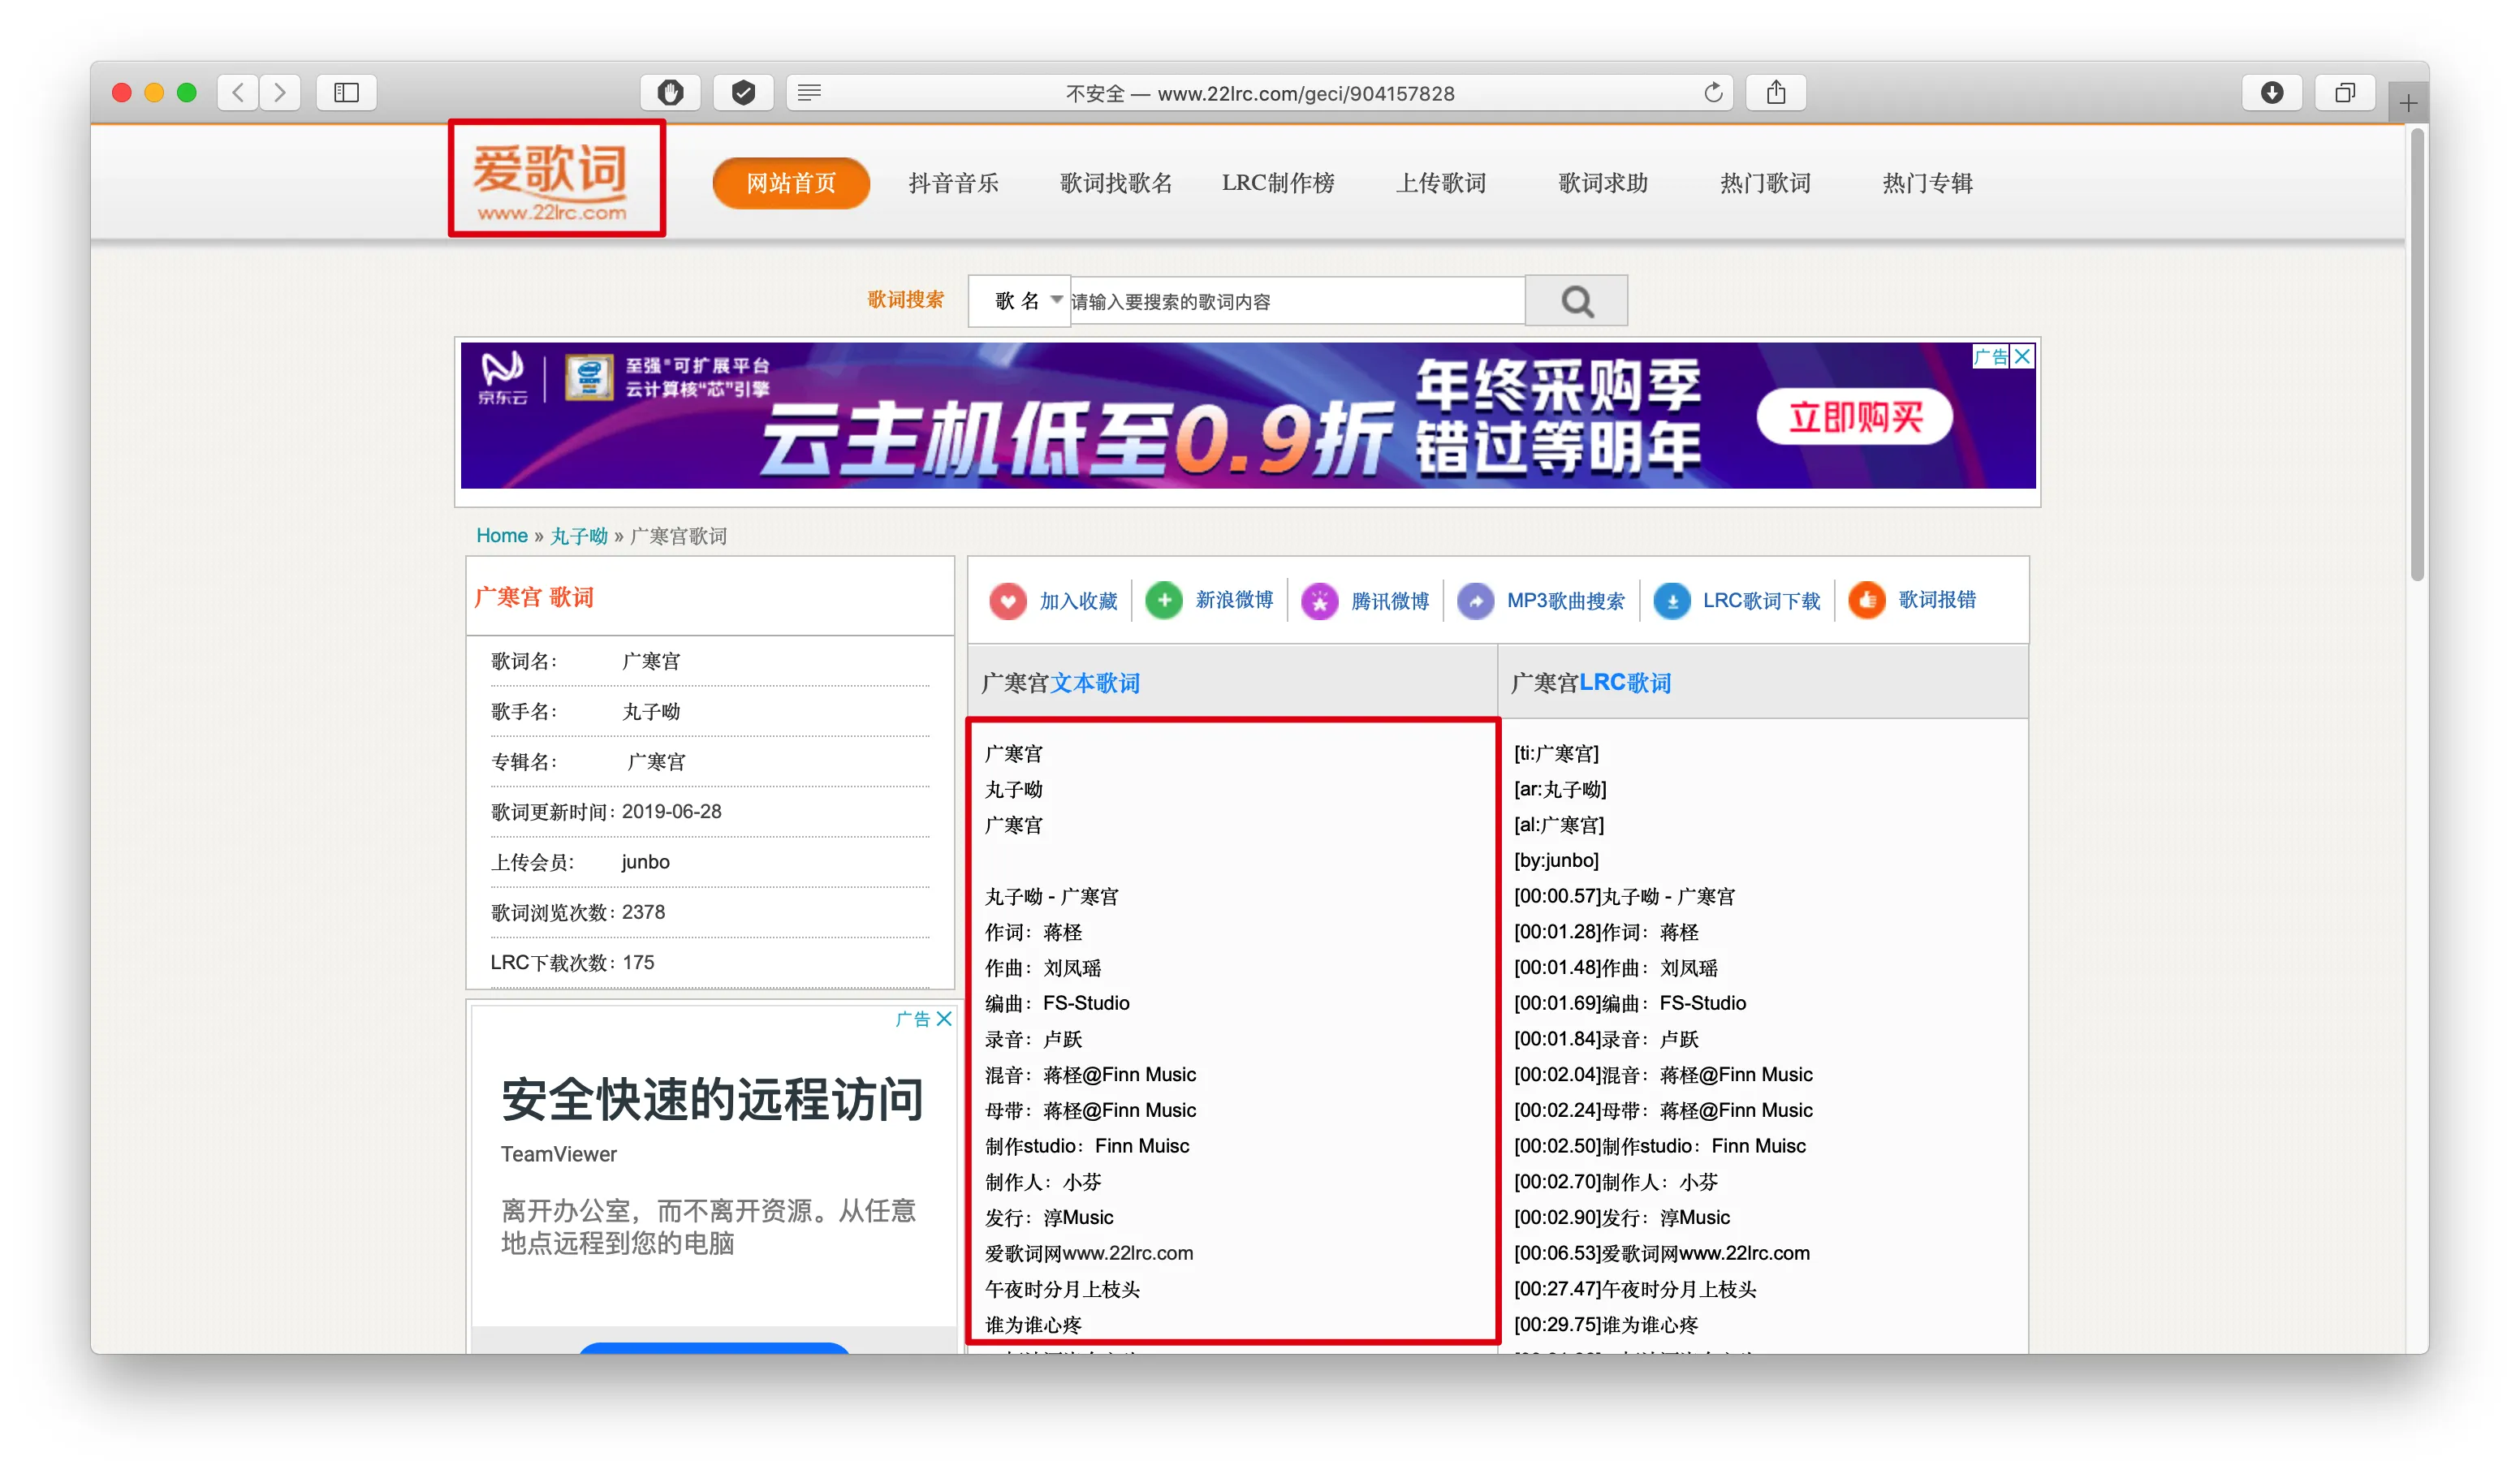 不安全 — www.22lrc.com/geci/904157828
爱歌词
www.22lrc.com
网站首页
抖音音乐
歌词找歌名
LRC制作榜
上传歌词
歌词求助
热门歌词
热门专辑
歌词搜索
歌 名
请输入要搜索的歌词内容
京东云
至强®可扩展平台
云计算核“芯”引擎
云主机低至0.9折
年终采购季
错过等明年
立即购买
广告
Home » 丸子呦 » 广寒宫歌词
广寒宫 歌词
歌词名： 广寒宫
歌手名： 丸子呦
专辑名： 广寒宫
歌词更新时间：2019-06-28
上传会员： junbo
歌词浏览次数：2378
LRC下载次数：175
广告
安全快速的远程访问
TeamViewer
离开办公室，而不离开资源。从任意
地点远程到您的电脑
加入收藏
新浪微博
腾讯微博
MP3歌曲搜索
LRC歌词下载
歌词报错
广寒宫文本歌词
广寒宫
丸子呦
广寒宫
丸子呦 - 广寒宫
作词：蒋柽
作曲：刘凤瑶
编曲：FS-Studio
录音：卢跃
混音：蒋柽@Finn Music
母带：蒋柽@Finn Music
制作studio：Finn Muisc
制作人：小芬
发行：淳Music
爱歌词网www.22lrc.com
午夜时分月上枝头
谁为谁心疼
广寒宫LRC歌词
[ti:广寒宫]
[ar:丸子呦]
[al:广寒宫]
[by:junbo]
[00:00.57]丸子呦 - 广寒宫
[00:01.28]作词：蒋柽
[00:01.48]作曲：刘凤瑶
[00:01.69]编曲：FS-Studio
[00:01.84]录音：卢跃
[00:02.04]混音：蒋柽@Finn Music
[00:02.24]母带：蒋柽@Finn Music
[00:02.50]制作studio：Finn Muisc
[00:02.70]制作人：小芬
[00:02.90]发行：淳Music
[00:06.53]爱歌词网www.22lrc.com
[00:27.47]午夜时分月上枝头
[00:29.75]谁为谁心疼